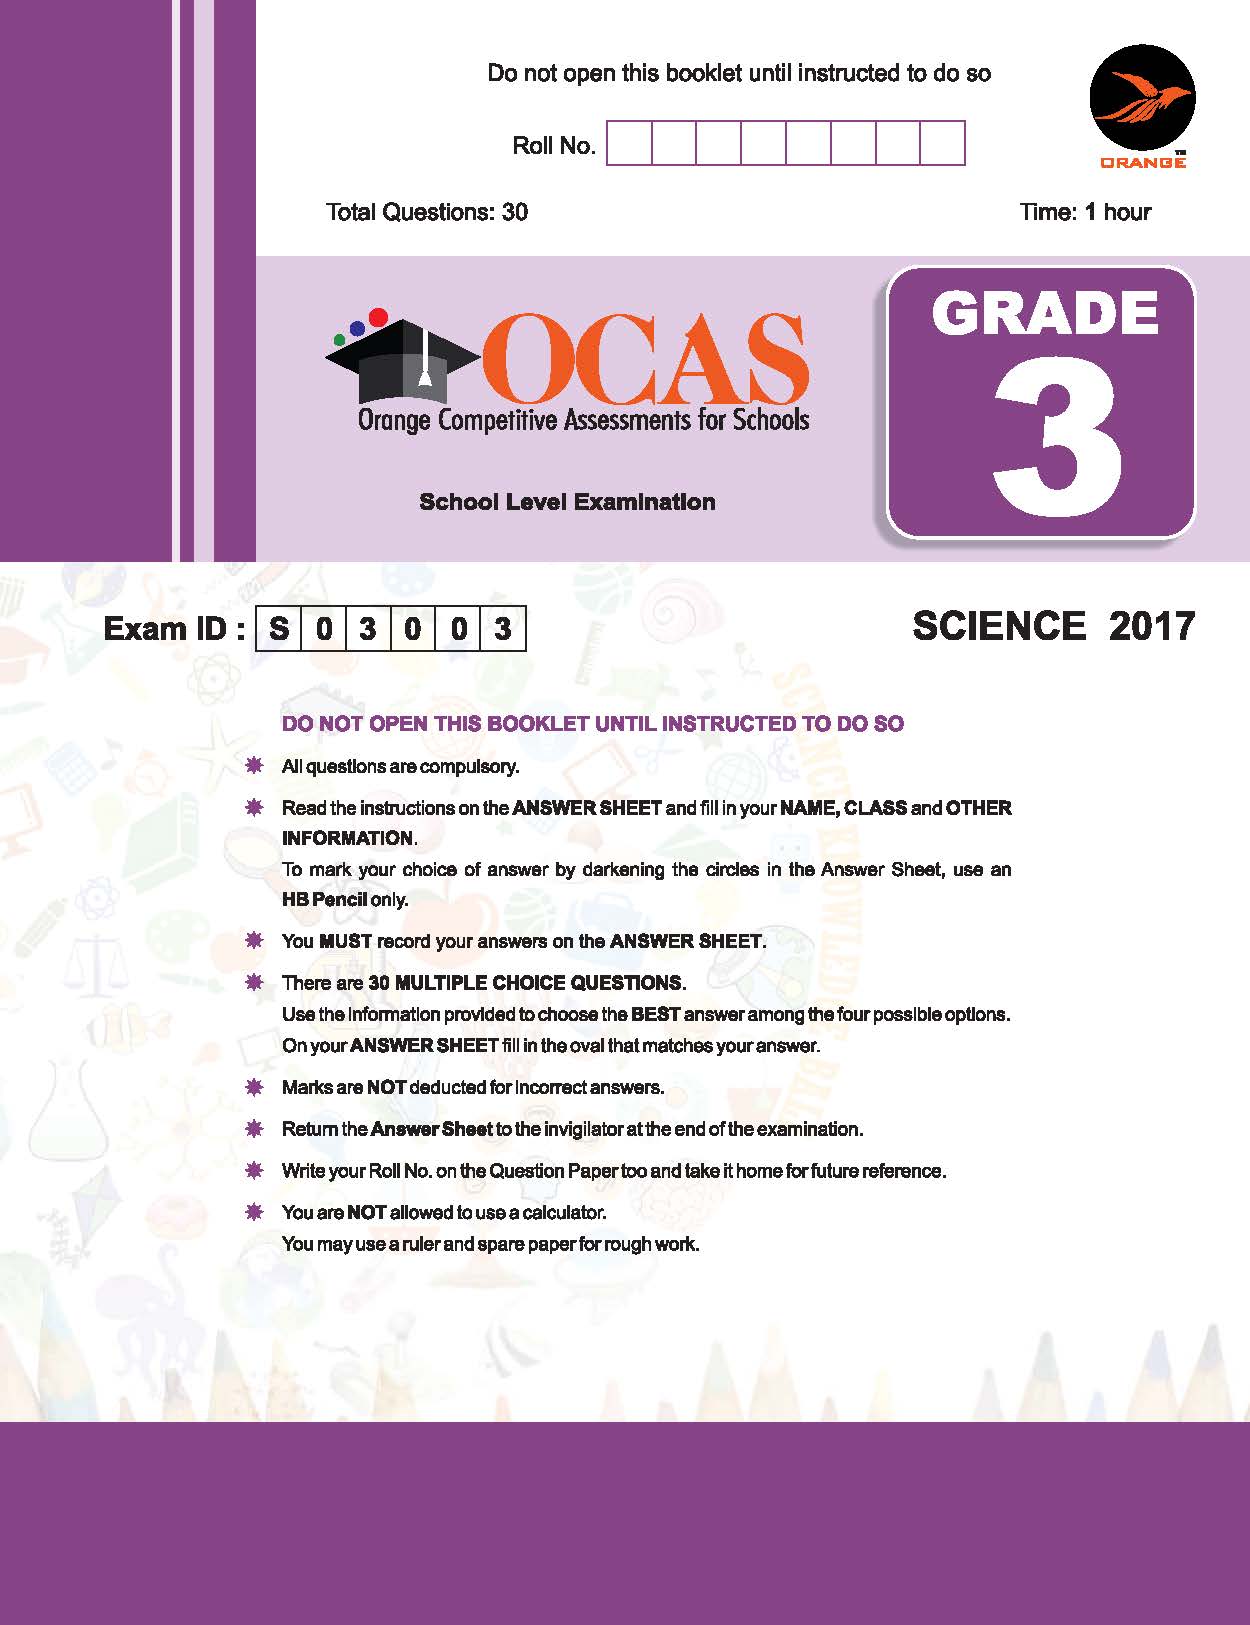 Do not open this booklet until instructed to do so
Roll No.
ORANGE™
Total Questions: 30
Time: 1 hour
OCAS
Orange Competitive Assessments for Schools
School Level Examination
GRADE
3
Exam ID : S 0 3 0 0 3
SCIENCE 2017
DO NOT OPEN THIS BOOKLET UNTIL INSTRUCTED TO DO SO
All questions are compulsory.
Read the instructions on the ANSWER SHEET and fill in your NAME, CLASS and OTHER
INFORMATION.
To mark your choice of answer by darkening the circles in the Answer Sheet, use an
HB Pencil only.
You MUST record your answers on the ANSWER SHEET.
There are 30 MULTIPLE CHOICE QUESTIONS.
Use the information provided to choose the BEST answer among the four possible options.
On your ANSWER SHEET fill in the oval that matches your answer.
Marks are NOT deducted for incorrect answers.
Return the Answer Sheet to the invigilator at the end of the examination.
Write your Roll No. on the Question Paper too and take it home for future reference.
You are NOT allowed to use a calculator.
You may use a ruler and spare paper for rough work.